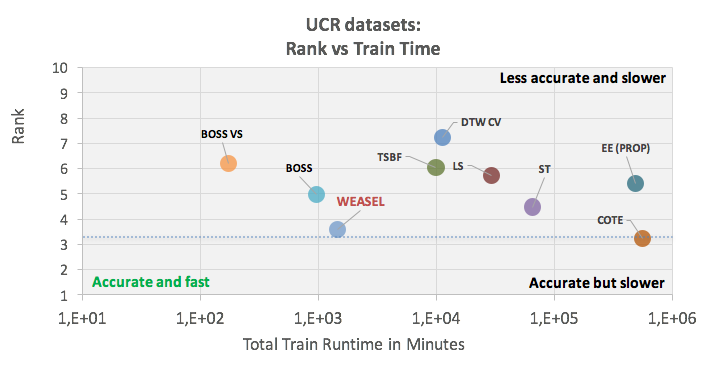 UCR datasets:
Rank vs Train Time
Rank
10
9
8
7
6
5
4
3
2
1
Less accurate and slower
BOSS VS
DTW CV
TSBF
LS
EE (PROP)
BOSS
ST
WEASEL
COTE
Accurate and fast
Accurate but slower
1,E+01
1,E+02
1,E+03
1,E+04
1,E+05
1,E+06
Total Train Runtime in Minutes